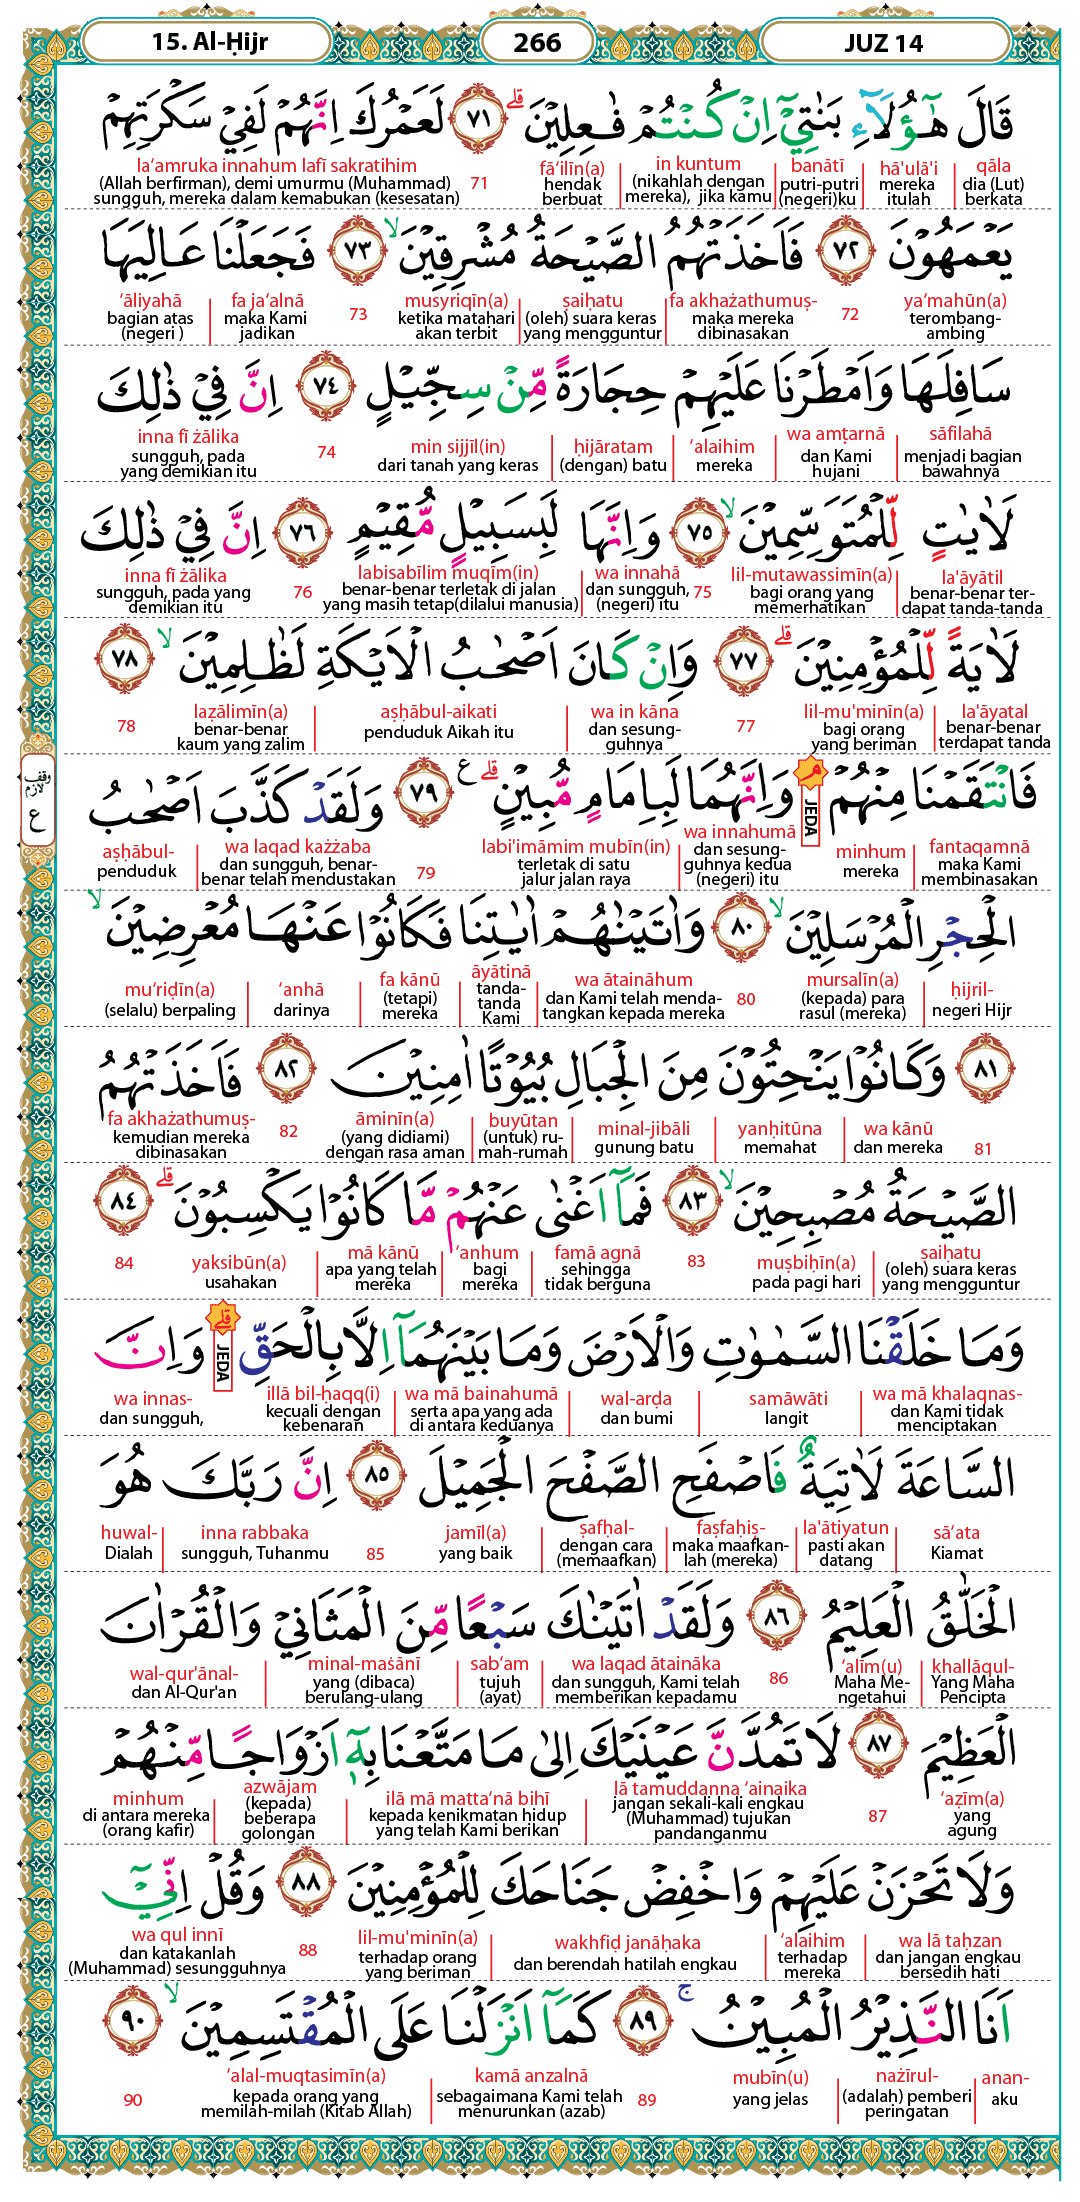 15. Al-Ḥijr
266
JUZ 14
قَالَ هٰٓؤُلَاۤءِ بَنٰتِيْٓ اِنْ كُنْتُمْ فٰعِلِيْنَۗ ٧١ لَعَمْرُكَ اِنَّهُمْ لَفِيْ سَكْرَتِهِمْ
qāla
dia (Lut)
berkata
hā'ulā'i
mereka
itulah
banātī
putri-putri
(negeri)ku
in kuntum
(nikahlah dengan
mereka), jika kamu
fā‘ilīn(a)
hendak
berbuat
71
la‘amruka innahum lafī sakratihim
(Allah berfirman), demi umurmu (Muhammad)
sungguh, mereka dalam kemabukan (kesesatan)
يَعْمَهُوْنَ ٧٢ فَاَخَذَتْهُمُ الصَّيْحَةُ مُشْرِقِيْنَۙ ٧٣ فَجَعَلْنَا عَالِيَهَا
ya‘mahūn(a)
terombang-
ambing
72
fa akhażathumuṣ-
maka mereka
dibinasakan
ṣaiḥatu
(oleh) suara keras
yang mengguntur
musyriqīn(a)
ketika matahari
akan terbit
73
fa ja‘alnā
maka Kami
jadikan
‘āliyahā
bagian atas
(negeri )
سَافِلَهَا وَاَمْطَرْنَا عَلَيْهِمْ حِجَارَةً مِّنْ سِجِّيْلٍ ٧٤ اِنَّ فِيْ ذٰلِكَ
sāfilahā
menjadi bagian
bawahnya
wa amṭarnā
dan Kami
hujani
‘alaihim
mereka
ḥijāratam
(dengan) batu
min sijjīl(in)
dari tanah yang keras
74
inna fī żālika
sungguh, pada
yang demikian itu
لَاٰيٰتٍ لِّلْمُتَوَسِّمِيْنَۙ ٧٥ وَاِنَّهَا لَبِسَبِيْلٍ مُّقِيْمٍ ٧٦ اِنَّ فِيْ ذٰلِكَ
la'āyātil
benar-benar ter-
dapat tanda-tanda
lil-mutawassimīn(a)
bagi orang yang
memerhatikan
75
wa innahā
dan sungguh,
(negeri) itu
labisabīlim muqīm(in)
benar-benar terletak di jalan
yang masih tetap(dilalui manusia)
76
inna fī żālika
sungguh, pada yang
demikian itu
لَاٰيَةً لِّلْمُؤْمِنِيْنَۗ ٧٧ وَاِنْ كَانَ اَصْحٰبُ الْاَيْكَةِ لَظٰلِمِيْنَۙ ٧٨
la'āyatal
benar-benar
terdapat tanda
lil-mu'minīn(a)
bagi orang
yang beriman
77
wa in kāna
dan sesung-
guhnya
aṣḥābul-aikati
penduduk Aikah itu
laẓālimīn(a)
benar-benar
kaum yang zalim
78
وقف لازم
ع
فَانْتَقَمْنَا مِنْهُمْۘ وَاِنَّهُمَا لَبِاِمَامٍ مُّبِيْنٍۗ ع ٧٩ وَلَقَدْ كَذَّبَ اَصْحٰبُ
JEDA
fantaqamnā
maka Kami
membinasakan
minhum
mereka
wa innahumā
dan sesung-
guhnya kedua
(negeri) itu
labi'imāmim mubīn(in)
terletak di satu
jalur jalan raya
79
wa laqad każżaba
dan sungguh, benar-
benar telah mendustakan
aṣḥābul-
penduduk
الْحِجْرِ الْمُرْسَلِيْنَۙ ٨٠ وَاٰتَيْنٰهُمْ اٰيٰتِنَا فَكَانُوْا عَنْهَا مُعْرِضِيْنَۙ
ḥijril-
negeri Hijr
mursalīn(a)
(kepada) para
rasul (mereka)
80
wa ātaināhum
dan Kami telah menda-
tangkan kepada mereka
āyātinā
tanda-
tanda
Kami
fa kānū
(tetapi)
mereka
‘anhā
darinya
mu‘riḍīn(a)
(selalu) berpaling
٨١ وَكَانُوْا يَنْحِتُوْنَ مِنَ الْجِبَالِ بُيُوْتًا اٰمِنِيْنَ ٨٢ فَاَخَذَتْهُمُ
81
wa kānū
dan mereka
yanḥitūna
memahat
minal-jibāli
gunung batu
buyūtan
(untuk) ru-
mah-rumah
āminīn(a)
(yang didiami)
dengan rasa aman
82
fa akhażathumuṣ-
kemudian mereka
dibinasakan
الصَّيْحَةُ مُصْبِحِيْنَۙ ٨٣ فَمَآ اَغْنٰى عَنْهُمْ مَّا كَانُوْا يَكْسِبُوْنَۗ ٨٤
saiḥatu
(oleh) suara keras
yang mengguntur
muṣbiḥīn(a)
pada pagi hari
83
famā agnā
sehingga
tidak berguna
‘anhum
bagi
mereka
mā kānū
apa yang telah
mereka
yaksibūn(a)
usahakan
84
وَمَا خَلَقْنَا السَّمٰوٰتِ وَالْاَرْضَ وَمَا بَيْنَهُمَآ اِلَّا بِالْحَقِّۗ وَاِنَّ
JEDA
wa mā khalaqnas-
dan Kami tidak
menciptakan
samāwāti
langit
wal-arḍa
dan bumi
wa mā bainahumā
serta apa yang ada
di antara keduanya
illā bil-ḥaqq(i)
kecuali dengan
kebenaran
wa innas-
dan sungguh,
السَّاعَةَ لَاٰتِيَةٌ فَاصْفَحِ الصَّفْحَ الْجَمِيْلَ ٨٥ اِنَّ رَبَّكَ هُوَ
sā‘ata
Kiamat
la'ātiyatun
pasti akan
datang
faṣfaḥiṣ-
maka maafkan-
lah (mereka)
ṣafḥal-
dengan cara
(memaafkan)
jamīl(a)
yang baik
85
inna rabbaka
sungguh, Tuhanmu
huwal-
Dialah
الْخَلّٰقُ الْعَلِيْمُ ٨٦ وَلَقَدْ اٰتَيْنٰكَ سَبْعًا مِّنَ الْمَثَانِيْ وَالْقُرْاٰنَ
khallāqul-
Yang Maha
Pencipta
‘alīm(u)
Maha Me-
ngetahui
86
wa laqad ātaināka
dan sungguh, Kami telah
memberikan kepadamu
sab‘am
tujuh
(ayat)
minal-maṡānī
yang (dibaca)
berulang-ulang
wal-qur'ānal-
dan Al-Qur'an
الْعَظِيْمَ ٨٧ لَا تَمُدَّنَّ عَيْنَيْكَ اِلٰى مَا مَتَّعْنَا بِهٖٓ اَزْوَاجًا مِّنْهُمْ
‘aẓīm(a)
yang
agung
87
lā tamuddanna ‘ainaika
jangan sekali-kali engkau
(Muhammad) tujukan
pandanganmu
ilā mā matta‘nā bihī
kepada kenikmatan hidup
yang telah Kami berikan
azwājam
(kepada)
beberapa
golongan
minhum
di antara mereka
(orang kafir)
وَلَا تَحْزَنْ عَلَيْهِمْ وَاخْفِضْ جَنَاحَكَ لِلْمُؤْمِنِيْنَ ٨٨ وَقُلْ اِنِّيْٓ
wa lā taḥzan
dan jangan engkau
bersedih hati
‘alaihim
terhadap
mereka
wakhfiḍ janāḥaka
dan berendah hatilah engkau
lil-mu'minīn(a)
terhadap orang
yang beriman
88
wa qul innī
dan katakanlah
(Muhammad) sesungguhnya
اَنَا النَّذِيْرُ الْمُبِيْنُۚ ٨٩ كَمَآ اَنْزَلْنَا عَلَى الْمُقْتَسِمِيْنَۙ ٩٠
anan-
aku
nażīrul-
(adalah) pemberi
peringatan
mubīn(u)
yang jelas
89
kamā anzalnā
sebagaimana Kami telah
menurunkan (azab)
‘alal-muqtasimīn(a)
kepada orang yang
memilah-milah (Kitab Allah)
90